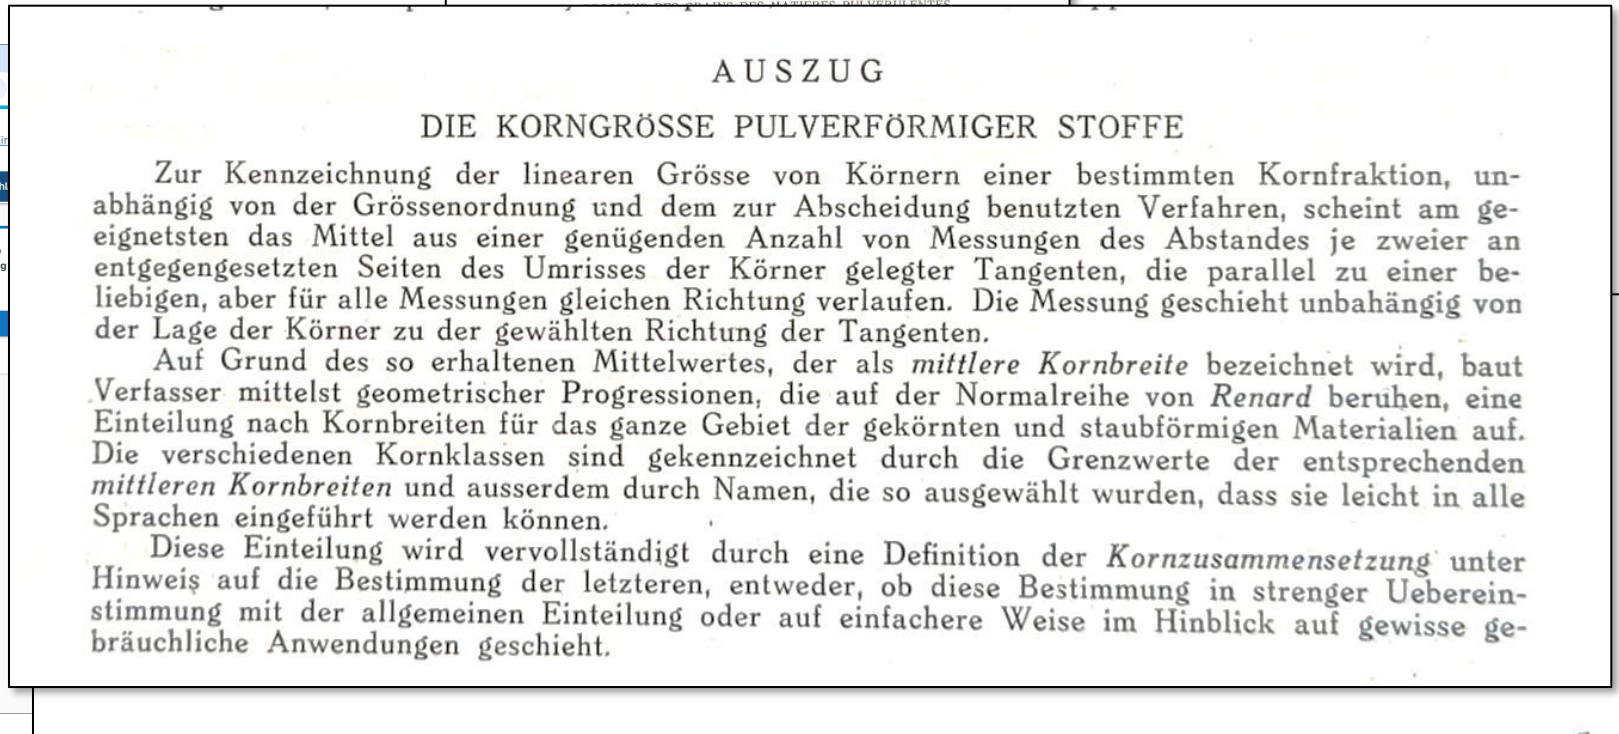 GROSSEUR DES GRAINS DES MATIÈRES PULVÉRULENTES
AUSZUG
DIE KORNGRÖSSE PULVERFÖRMIGER STOFFE
Zur Kennzeichnung der linearen Grösse von Körnern einer bestimmten Kornfraktion, un-
abhängig von der Grössenordnung und dem zur Abscheidung benutzten Verfahren, scheint am ge-
eignetsten das Mittel aus einer genügenden Anzahl von Messungen des Abstandes je zweier an
entgegengesetzten Seiten des Umrisses der Körner gelegter Tangenten, die parallel zu einer be-
liebigen, aber für alle Messungen gleichen Richtung verlaufen. Die Messung geschieht unbahängig von
der Lage der Körner zu der gewählten Richtung der Tangenten.
Auf Grund des so erhaltenen Mittelwertes, der als mittlere Kornbreite bezeichnet wird, baut
Verfasser mittelst geometrischer Progressionen, die auf der Normalreihe von Renard beruhen, eine
Einteilung nach Kornbreiten für das ganze Gebiet der gekörnten und staubförmigen Materialien auf.
Die verschiedenen Kornklassen sind gekennzeichnet durch die Grenzwerte der entsprechenden
mittleren Kornbreiten und ausserdem durch Namen, die so ausgewählt wurden, dass sie leicht in alle
Sprachen eingeführt werden können.
Diese Einteilung wird vervollständigt durch eine Definition der Kornzusammensetzung unter
Hinweis auf die Bestimmung der letzteren, entweder, ob diese Bestimmung in strenger Ueberein-
stimmung mit der allgemeinen Einteilung oder auf einfachere Weise im Hinblick auf gewisse ge-
bräuchliche Anwendungen geschieht.